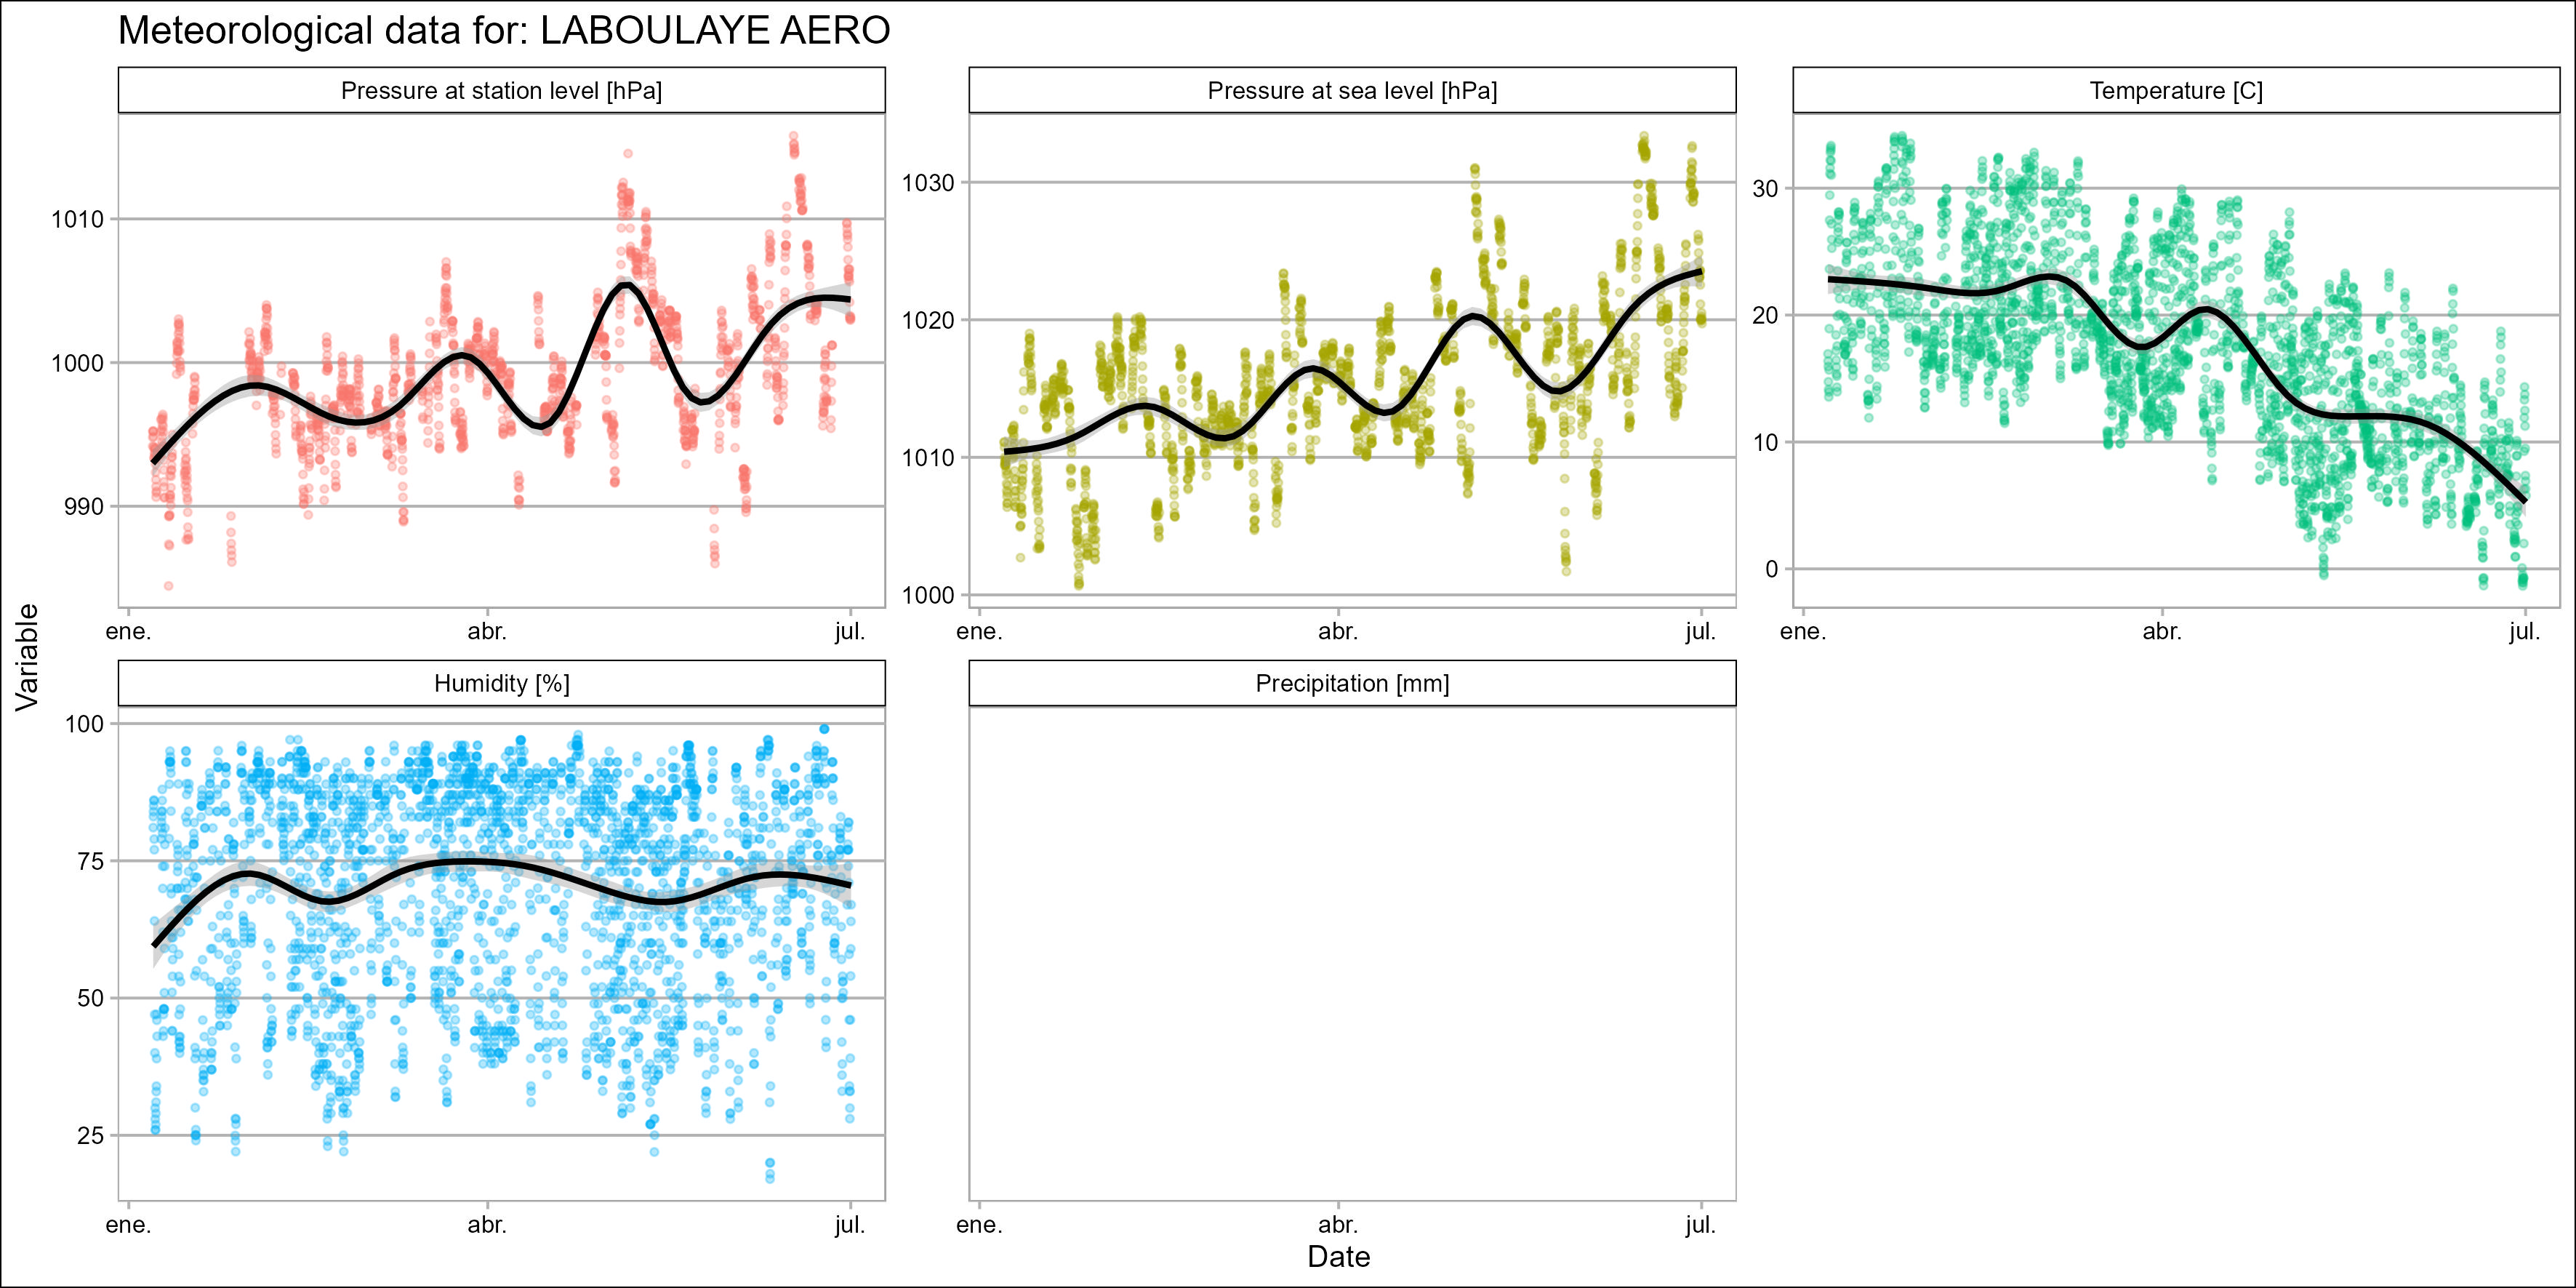 Meteorological data for: LABOULAYE AERO
Pressure at station level [hPa]
Pressure at sea level [hPa]
Temperature [C]
1010
1000
990
1030
1020
1010
1000
30
20
10
0
ene.
abr.
jul.
ene.
abr.
jul.
ene.
abr.
jul.
Variable
Humidity [%]
Precipitation [mm]
100
75
50
25
ene.
abr.
jul.
ene.
abr.
jul.
Date